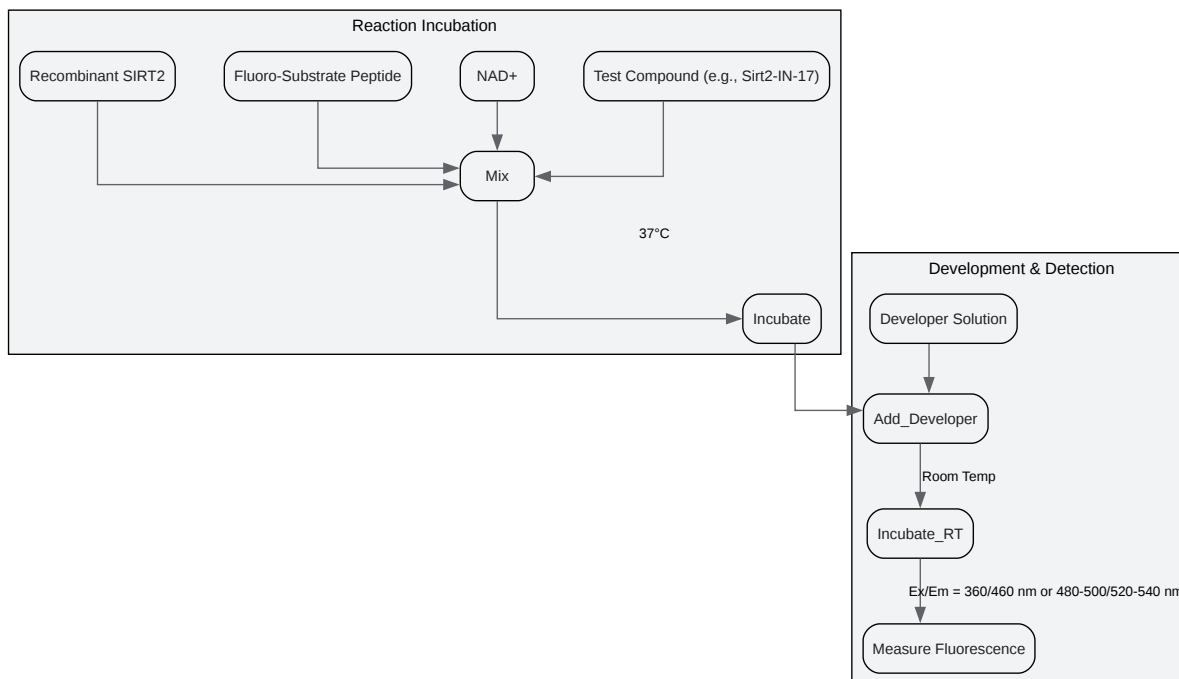 Reaction Incubation
Recombinant SIRT2
Fluoro-Substrate Peptide
NAD+
Test Compound (e.g., Sirt2-IN-17)
Mix
37°C
Incubate
Development & Detection
Developer Solution
Add_Developer
Room Temp
Incubate_RT
Ex/Em = 360/460 nm or 480-500/520-540 nm
Measure Fluorescence